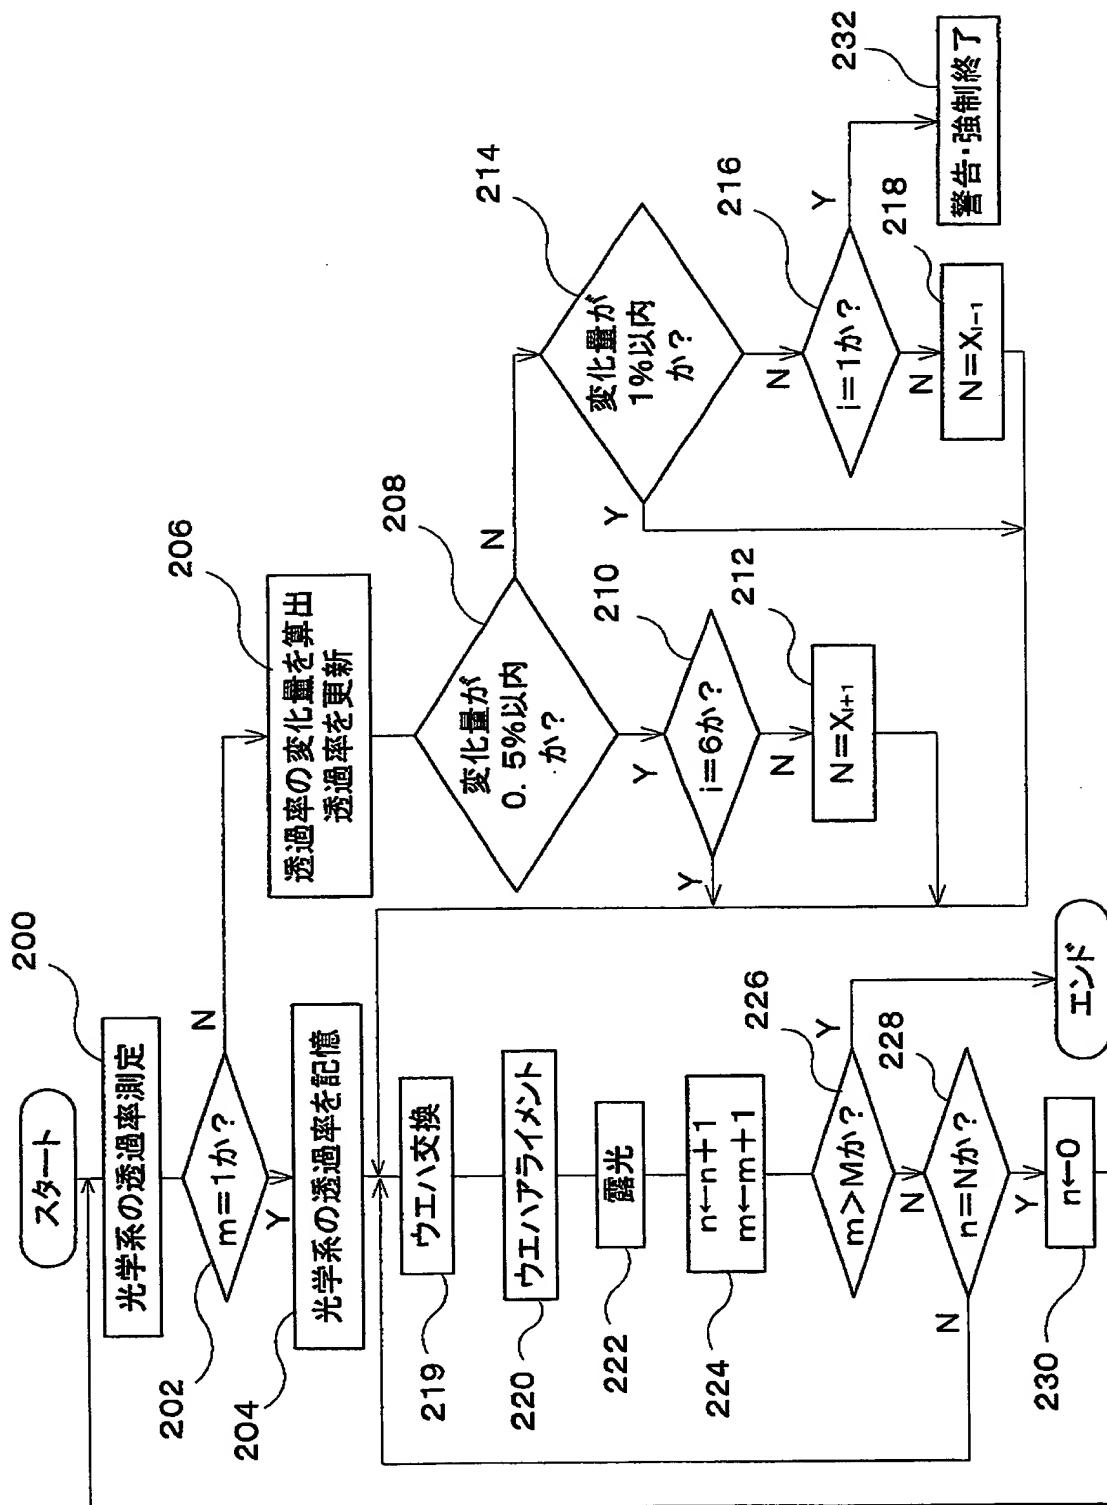 スタート
200
光学系の透過率測定
202
m=1か?
N
Y
204
光学系の透過率を記憶
206
透過率の変化量を算出
透過率を更新
208
変化量が
0. 5%以内
か?
N
Y
210
i=6か?
Y
N
212
N=Xi+1
214
変化量が
1%以内
か?
Y
N
216
i=1か?
Y
N
218
N=Xi−1
232
警告・強制終了
219
ウエハ交換
220
ウエハアライメント
222
露光
224
n←n+1
m←m+1
226
m>Mか?
Y
N
228
n=Nか?
N
Y
230
n←0
エンド